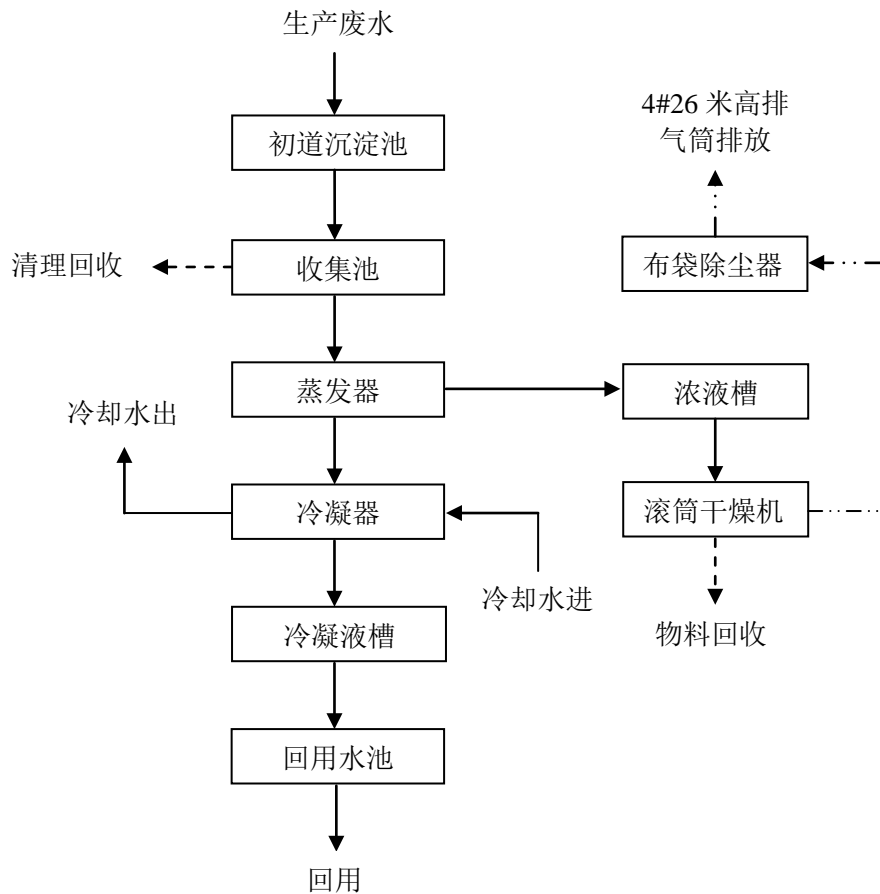 生产废水
4#26 米高排
气筒排放
初道沉淀池
清理回收
收集池
布袋除尘器
蒸发器
浓液槽
冷却水出
冷凝器
滚筒干燥机
冷却水进
冷凝液槽
物料回收
回用水池
回用